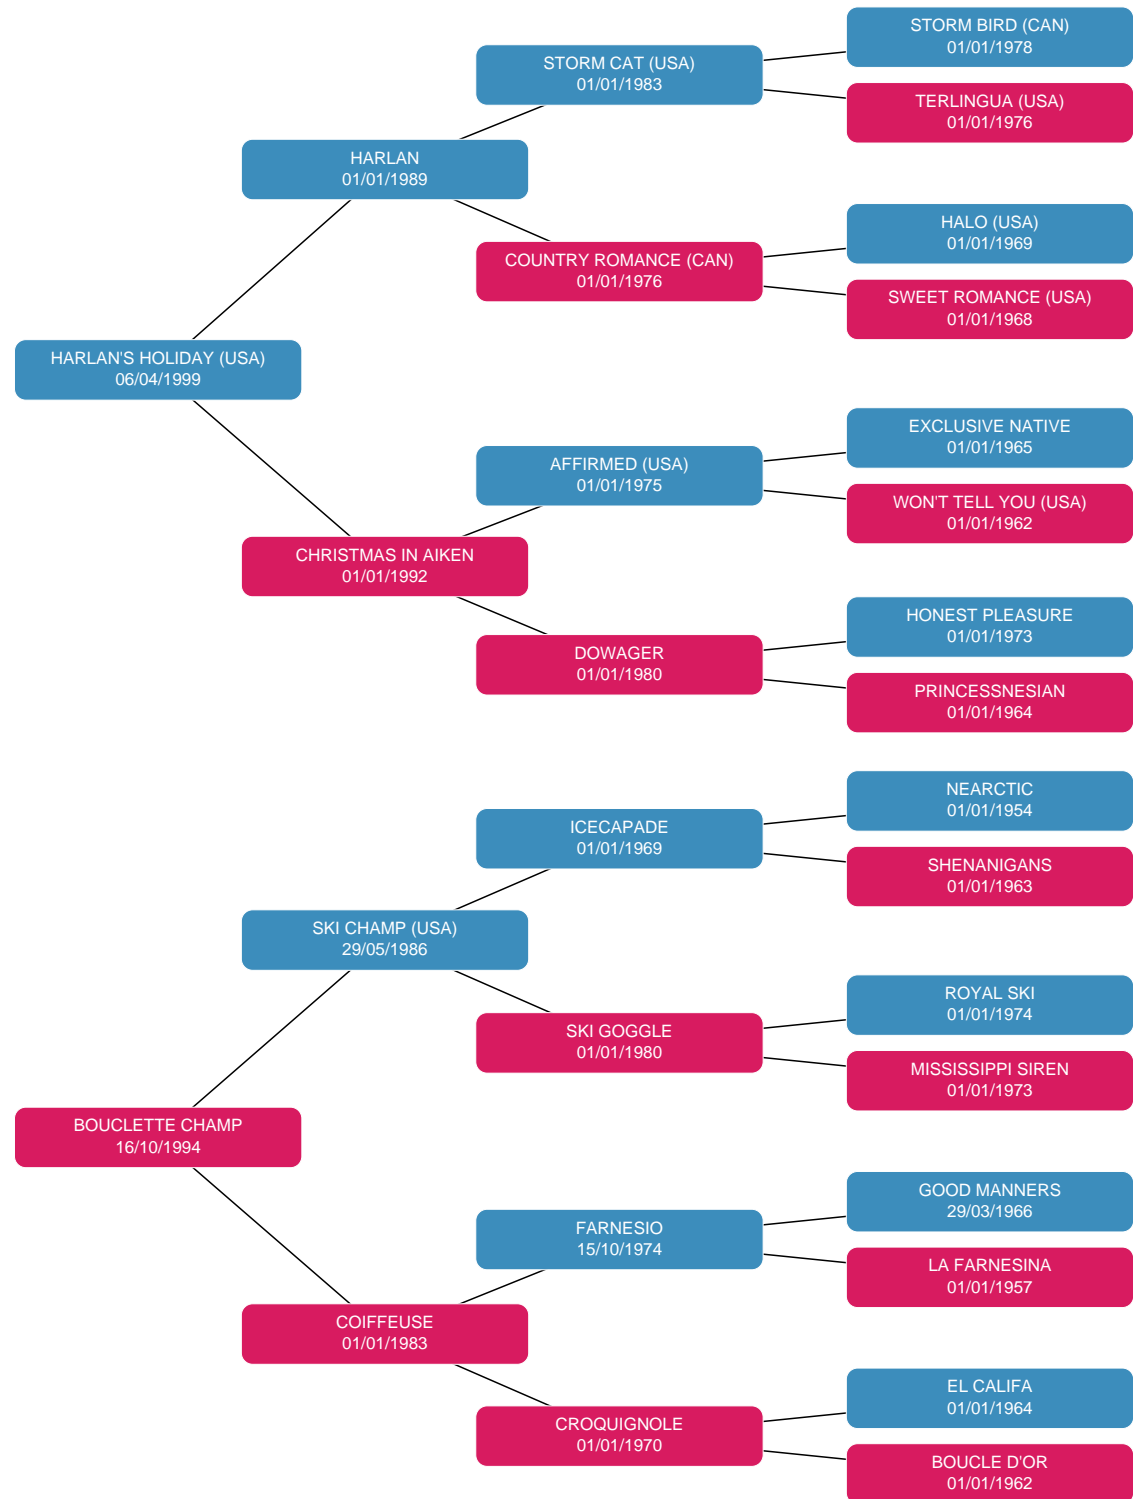 STORM BIRD (CAN)
01/01/1978
STORM CAT (USA)
01/01/1983
TERLINGUA (USA)
01/01/1976
HARLAN
01/01/1989
HALO (USA)
01/01/1969
COUNTRY ROMANCE (CAN)
01/01/1976
SWEET ROMANCE (USA)
01/01/1968
HARLAN'S HOLIDAY (USA)
06/04/1999
EXCLUSIVE NATIVE
01/01/1965
AFFIRMED (USA)
01/01/1975
WON'T TELL YOU (USA)
01/01/1962
CHRISTMAS IN AIKEN
01/01/1992
HONEST PLEASURE
01/01/1973
DOWAGER
01/01/1980
PRINCESSNESIAN
01/01/1964
NEARCTIC
01/01/1954
ICECAPADE
01/01/1969
SHENANIGANS
01/01/1963
SKI CHAMP (USA)
29/05/1986
ROYAL SKI
01/01/1974
SKI GOGGLE
01/01/1980
MISSISSIPPI SIREN
01/01/1973
BOUCLETTE CHAMP
16/10/1994
GOOD MANNERS
29/03/1966
FARNESIO
15/10/1974
LA FARNESINA
01/01/1957
COIFFEUSE
01/01/1983
EL CALIFA
01/01/1964
CROQUIGNOLE
01/01/1970
BOUCLE D'OR
01/01/1962